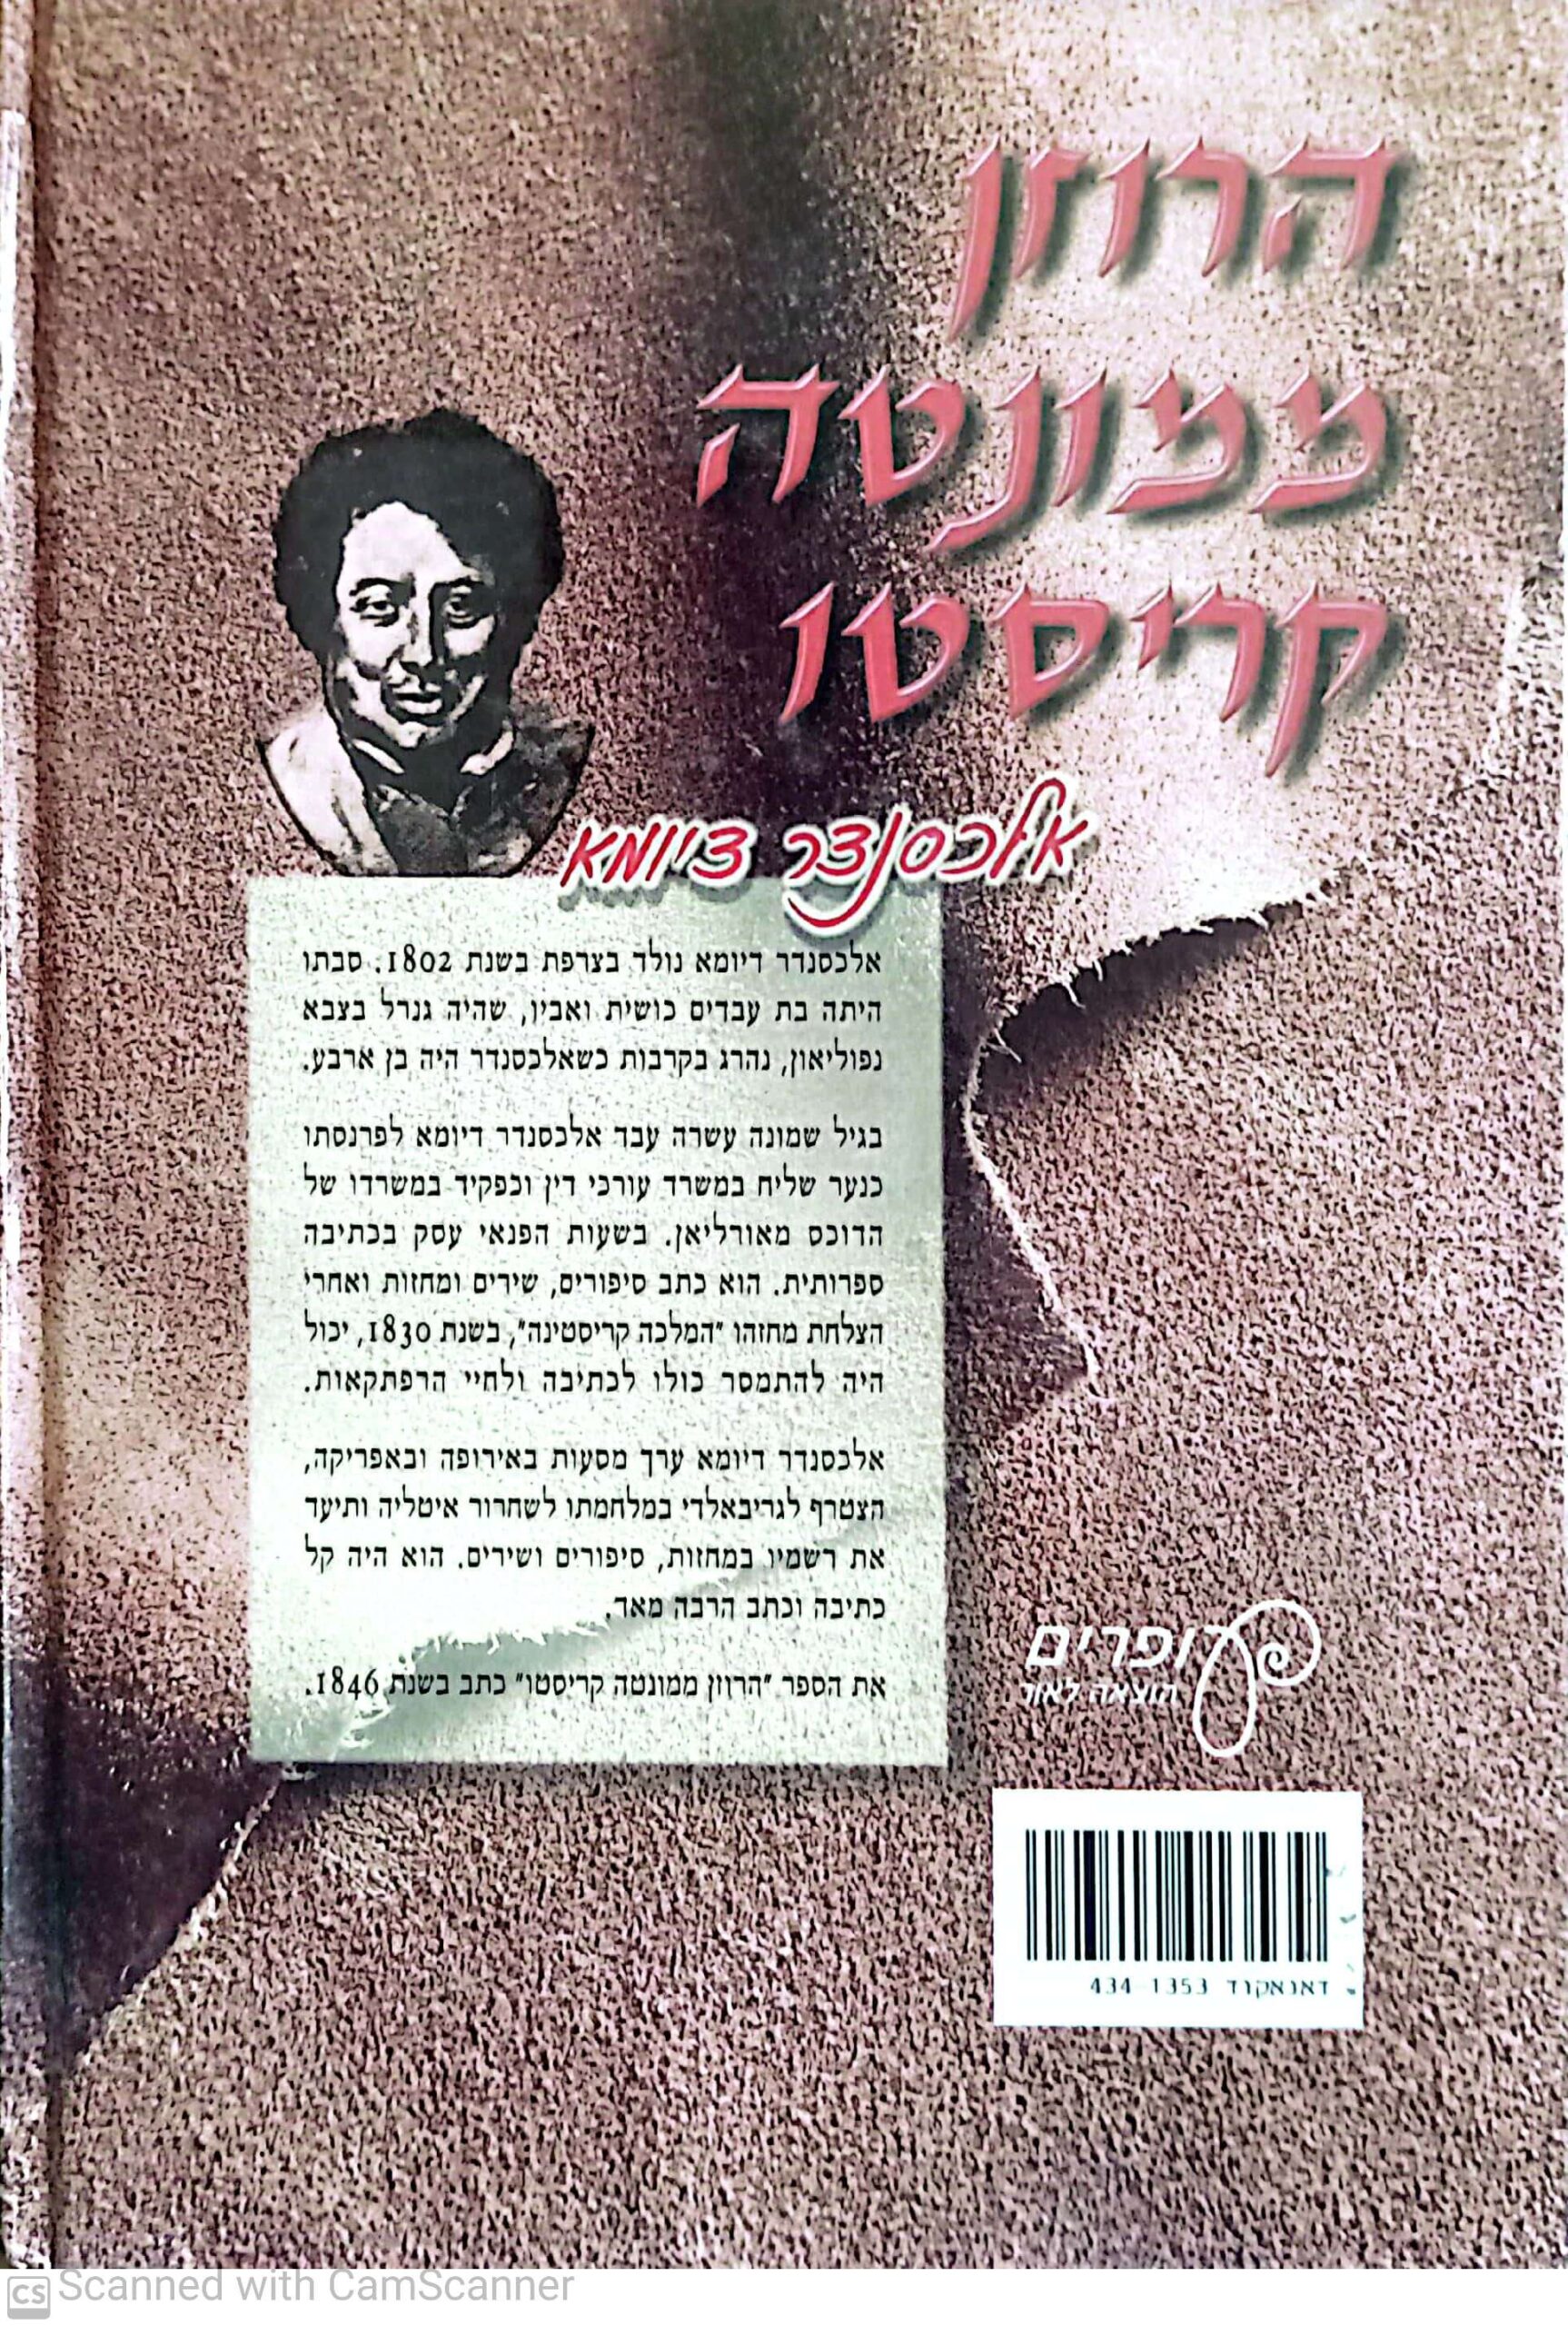 הרוזן
ממונטה
קריסטו
אלכסנדר דיומא
אלכסנדר דיומא נולד בצרפת בשנת 1802. סבתו
היתה בת עבדים כושית ואביו, שהיה גנרל בצבא
נפוליאון, נהרג בקרבות כשאלכסנדר היה בן ארבע.
בגיל שמונה עשרה עבד אלכסנדר דיומא לפרנסתו
כנער שליח במשרד עורכי דין וכפקיד במשרדו של
הדוכס מאורליאן. בשעות הפנאי עסק בכתיבה
ספרותית. הוא כתב סיפורים, שירים ומחזות ואחרי
הצלחת מחזהו "המלכה קריסטינה", בשנת 1830, יכול
היה להתמסר כולו לכתיבה ולחיי הרפתקאות.
אלכסנדר דיומא ערך מסעות באירופה ובאפריקה,
הצטרף לגריבאלדי במלחמתו לשחרור איטליה ותיעד
את רשמיו במחזות, סיפורים ושירים. הוא היה קל
כתיבה וכתב הרבה מאד.
את הספר "הרוזן ממונטה קריסטו" כתב בשנת 1846.
עופרים
הוצאה לאור
דאנאקוד 434-1353
CS Scanned with CamScanner